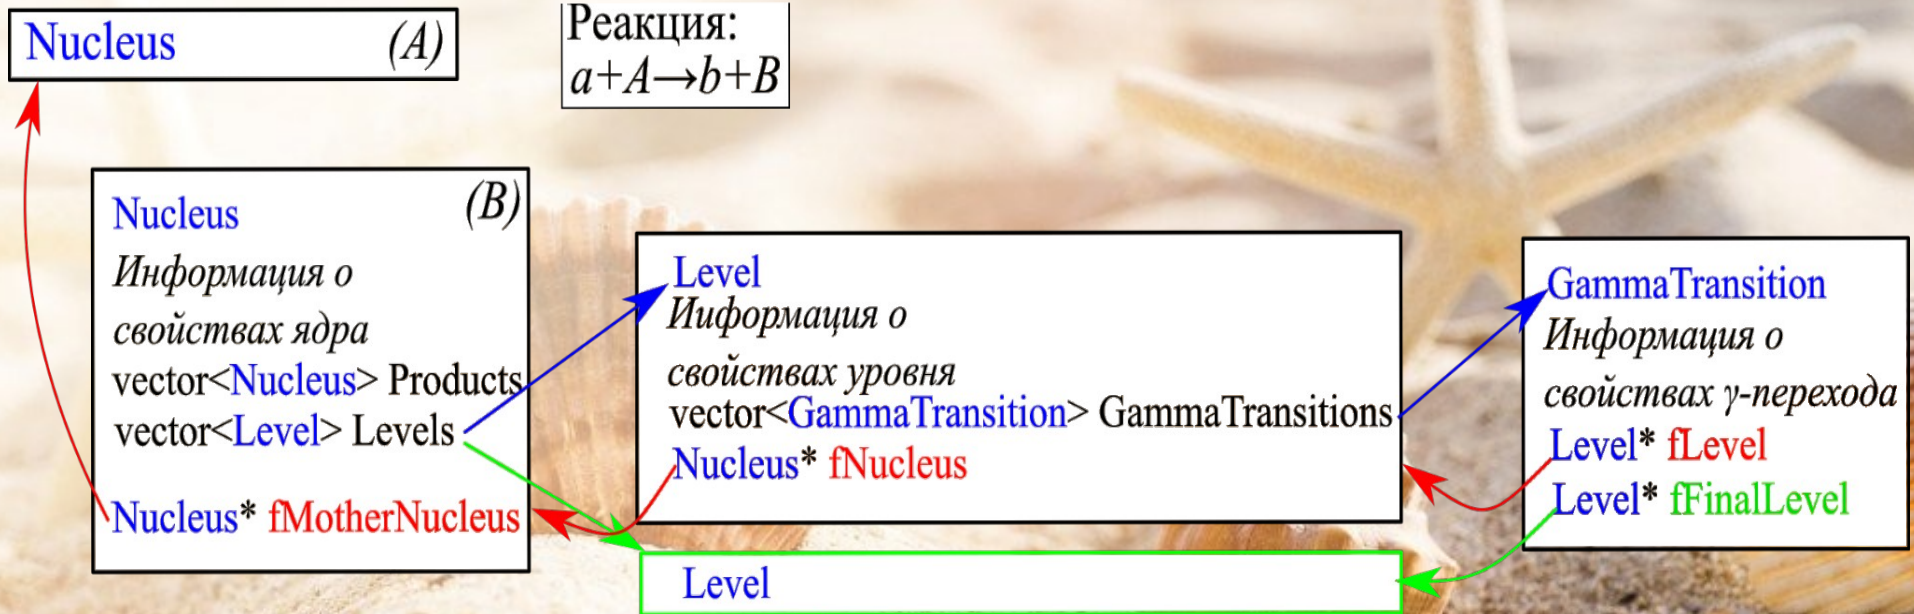 Nucleus (A)
Реакция:
a+A→b+B
Nucleus (B)
Информация о
свойствах ядра
vector<Nucleus> Products
vector<Level> Levels
Nucleus* fMotherNucleus
Level
Ииформация о
свойствах уровня
vector<GammaTransition> GammaTransitions
Nucleus* fNucleus
Level
GammaTransition
Информация о
свойствах γ-перехода
Level* fLevel
Level* fFinalLevel